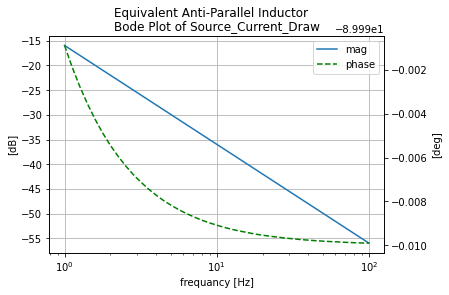 Equivalent Anti-Parallel Inductor
Bode Plot of Source_Current_Draw
−8.999e1
−15
−20
−25
−30
−35
−40
−45
−50
−55
[dB]
mag
phase
−0.002
−0.004
−0.006
−0.008
−0.010
[deg]
10⁰
10¹
10²
frequancy [Hz]